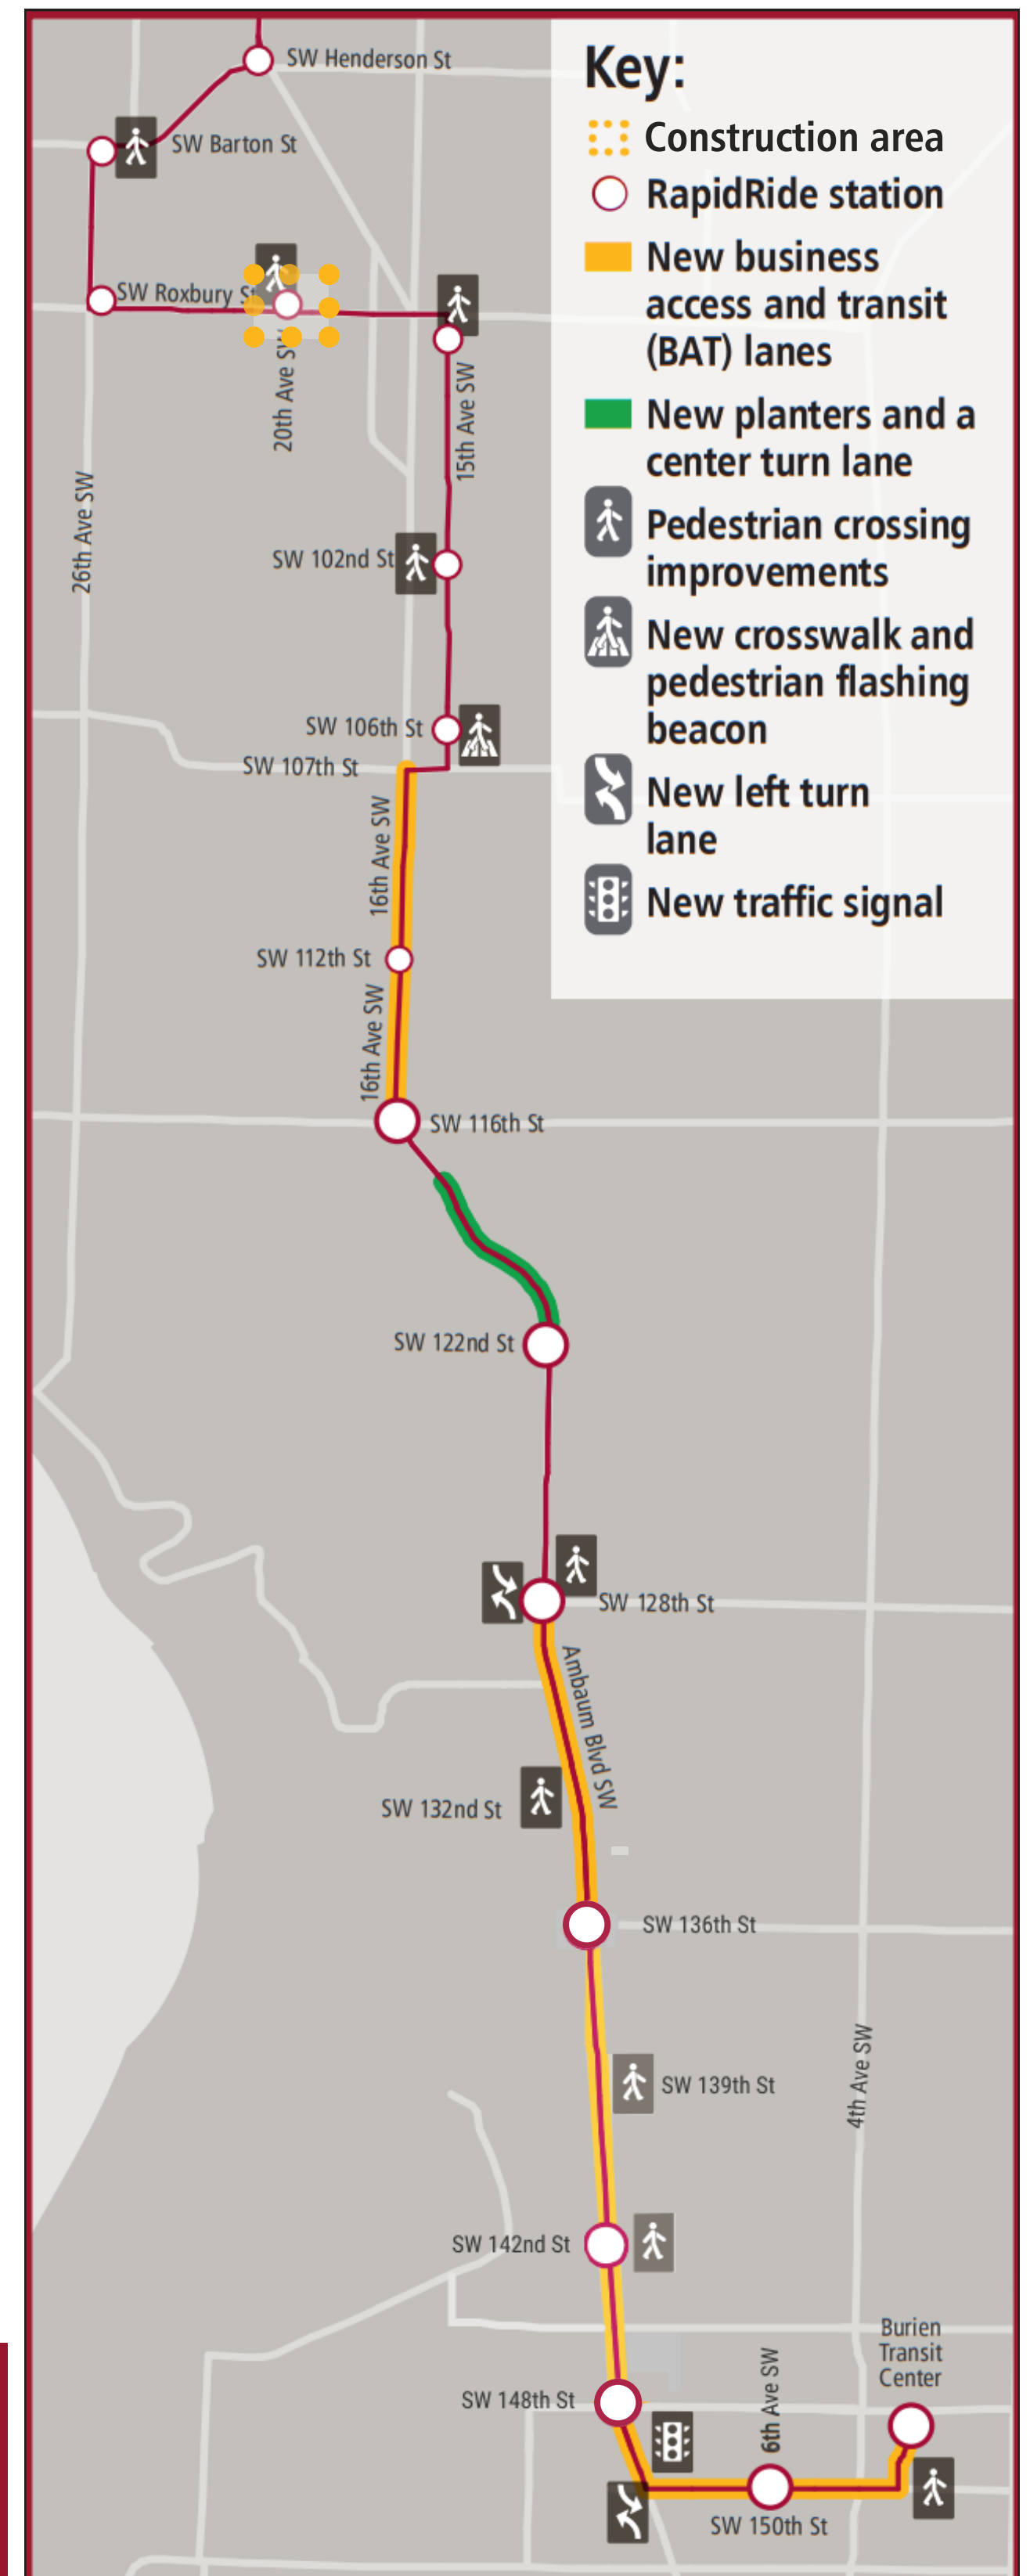 SW Henderson St
SW Barton St
SW Roxbury St
20th Ave SW
15th Ave SW
26th Ave SW
SW 102nd St
SW 106th St
SW 107th St
16th Ave SW
SW 112th St
16th Ave SW
SW 116th St
SW 122nd St
SW 128th St
Ambaum Blvd SW
SW 132nd St
SW 136th St
SW 139th St
4th Ave SW
SW 142nd St
Burien
Transit
Center
SW 148th St
6th Ave SW
SW 150th St
Key:
Construction area
RapidRide station
New business
access and transit
(BAT) lanes
New planters and a
center turn lane
Pedestrian crossing
improvements
New crosswalk and
pedestrian flashing
beacon
New left turn
lane
New traffic signal